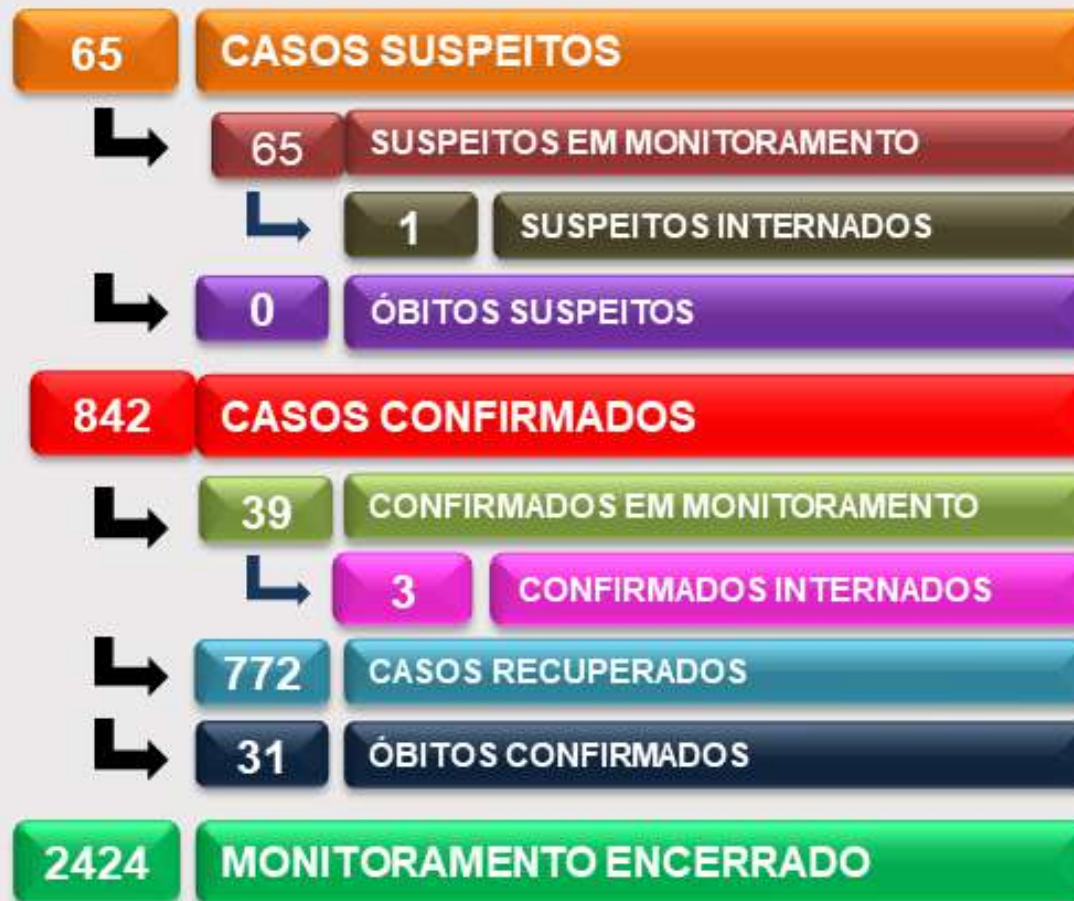 65 CASOS SUSPEITOS
65 SUSPEITOS EM MONITORAMENTO
1 SUSPEITOS INTERNADOS
0 ÓBITOS SUSPEITOS
842 CASOS CONFIRMADOS
39 CONFIRMADOS EM MONITORAMENTO
3 CONFIRMADOS INTERNADOS
772 CASOS RECUPERADOS
31 ÓBITOS CONFIRMADOS
2424 MONITORAMENTO ENCERRADO